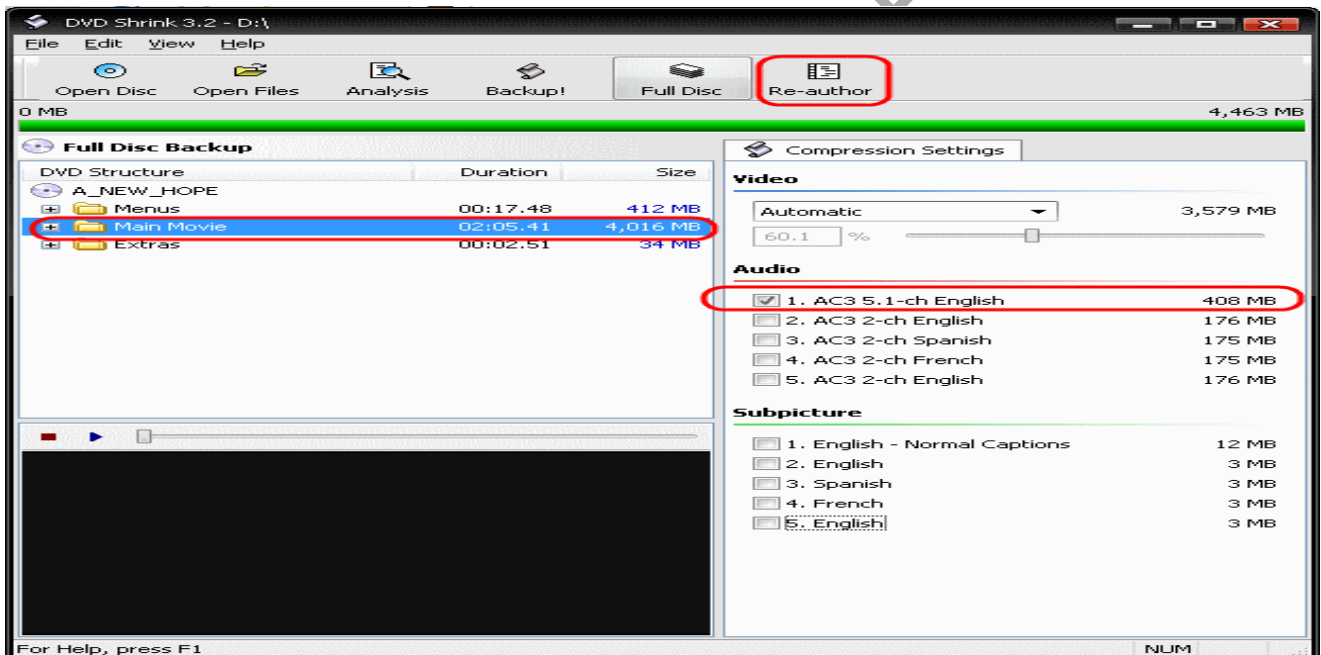 DVD Shrink 3.2 - D:\
File Edit View Help
Open Disc Open Files Analysis Backup! Full Disc Re-author
0 MB 4,463 MB
Full Disc Backup
DVD Structure Duration Size
A_NEW_HOPE
Menus 00:17.48 412 MB
Main Movie 02:05.41 4,016 MB
Extras 00:02.51 34 MB
Compression Settings
Video
Automatic 3,579 MB
60.1 %
Audio
1. AC3 5.1-ch English 408 MB
2. AC3 2-ch English 176 MB
3. AC3 2-ch Spanish 175 MB
4. AC3 2-ch French 175 MB
5. AC3 2-ch English 176 MB
Subpicture
1. English - Normal Captions 12 MB
2. English 3 MB
3. Spanish 3 MB
4. French 3 MB
5. English 3 MB
For Help, press F1 NUM